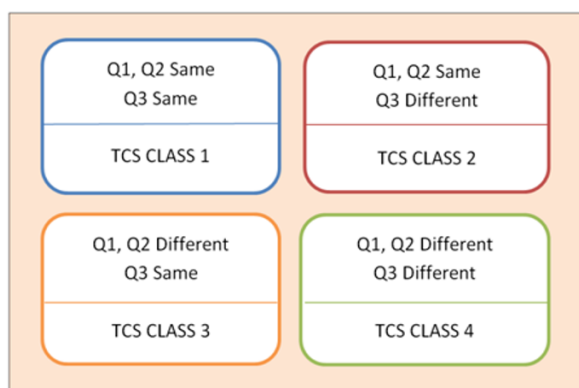 Q1, Q2 Same
Q3 Same
TCS CLASS 1
Q1, Q2 Same
Q3 Different
TCS CLASS 2
Q1, Q2 Different
Q3 Same
TCS CLASS 3
Q1, Q2 Different
Q3 Different
TCS CLASS 4